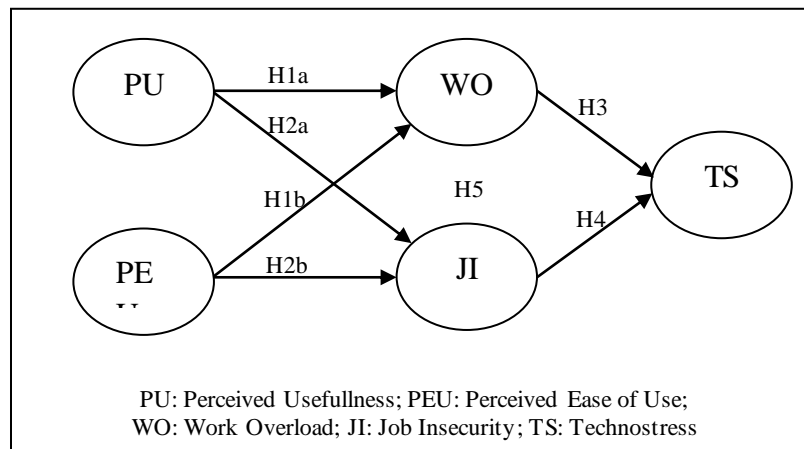 PU
H1a
WO
H2a
H3
TS
H1b
H5
H4
PE
H2b
JI
PU: Perceived Usefullness; PEU: Perceived Ease of Use;
WO: Work Overload; JI: Job Insecurity; TS: Technostress